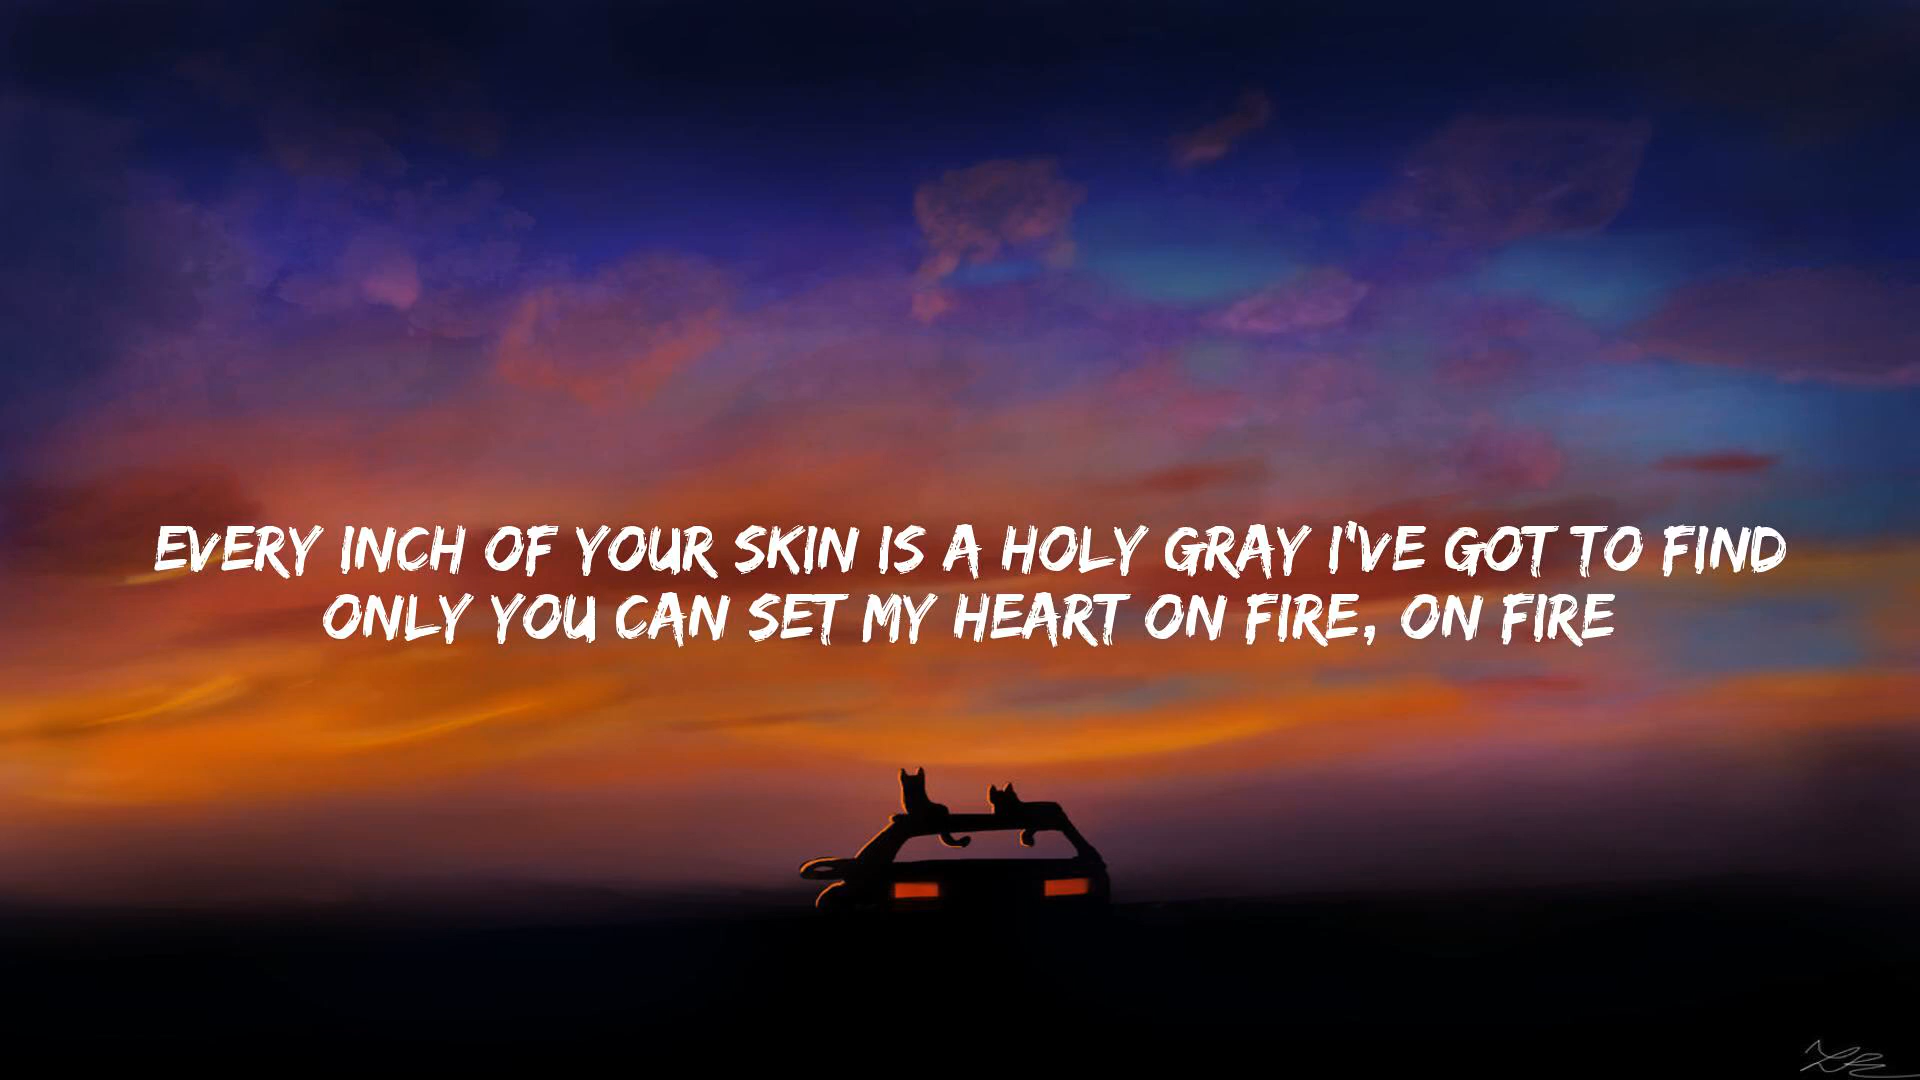 EVERY INCH OF YOUR SKIN IS A HOLY GRAY I'VE GOT TO FIND
ONLY YOU CAN SET MY HEART ON FIRE, ON FIRE